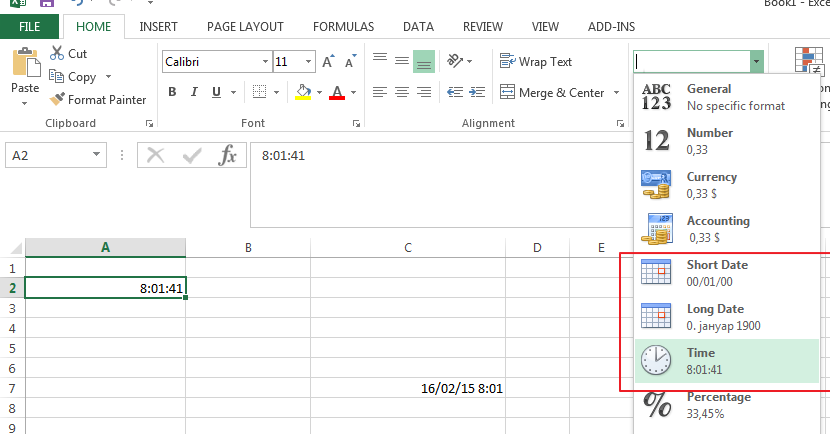 Book1 - Exce
FILE HOME INSERT PAGE LAYOUT FORMULAS DATA REVIEW VIEW ADD-INS
Cut
Copy
Format Painter
Paste
Clipboard
Calibri 11 A A
B I U A
Font
Wrap Text
Merge & Center
Alignment
A2 fx 8:01:41
A B C D E
1
2 8:01:41
3
4
5
6
7 16/02/15 8:01
8
9
ABC
123
General
No specific format
12
Number
0,33
Currency
0,33 $
Accounting
0,33 $
Short Date
00/01/00
Long Date
0. јануар 1900
Time
8:01:41
%
Percentage
33,45%